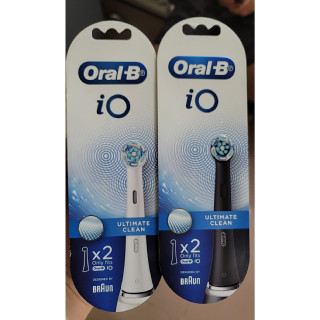 Oral-B
iO
ULTIMATE
CLEAN
x2
Only fits
Oral-B iO
DESIGNED BY
BRAUN
Oral-B
iO
ULTIMATE
CLEAN
x2
Only fits
Oral-B iO
DESIGNED BY
BRAUN